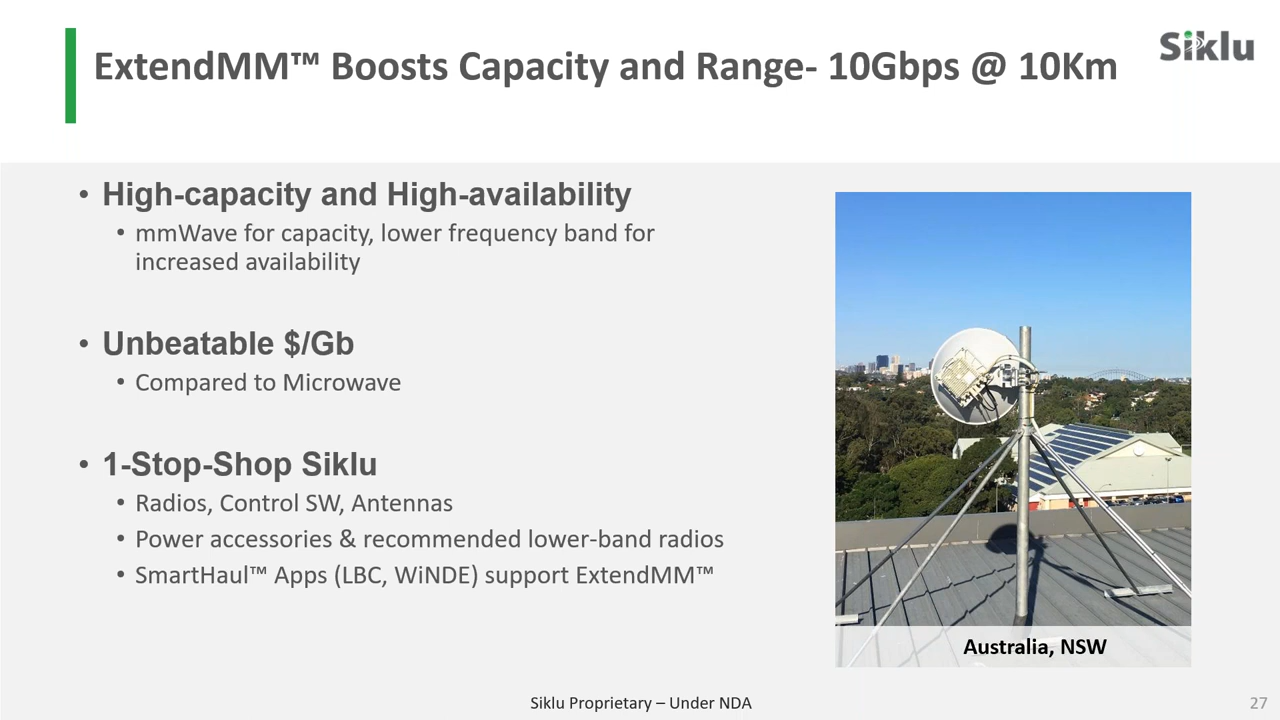 ExtendMM™ Boosts Capacity and Range- 10Gbps @ 10Km
Siklu
• High-capacity and High-availability
• mmWave for capacity, lower frequency band for
increased availability
• Unbeatable $/Gb
• Compared to Microwave
• 1-Stop-Shop Siklu
• Radios, Control SW, Antennas
• Power accessories & recommended lower-band radios
• SmartHaul™ Apps (LBC, WiNDE) support ExtendMM™
Australia, NSW
Siklu Proprietary – Under NDA
27